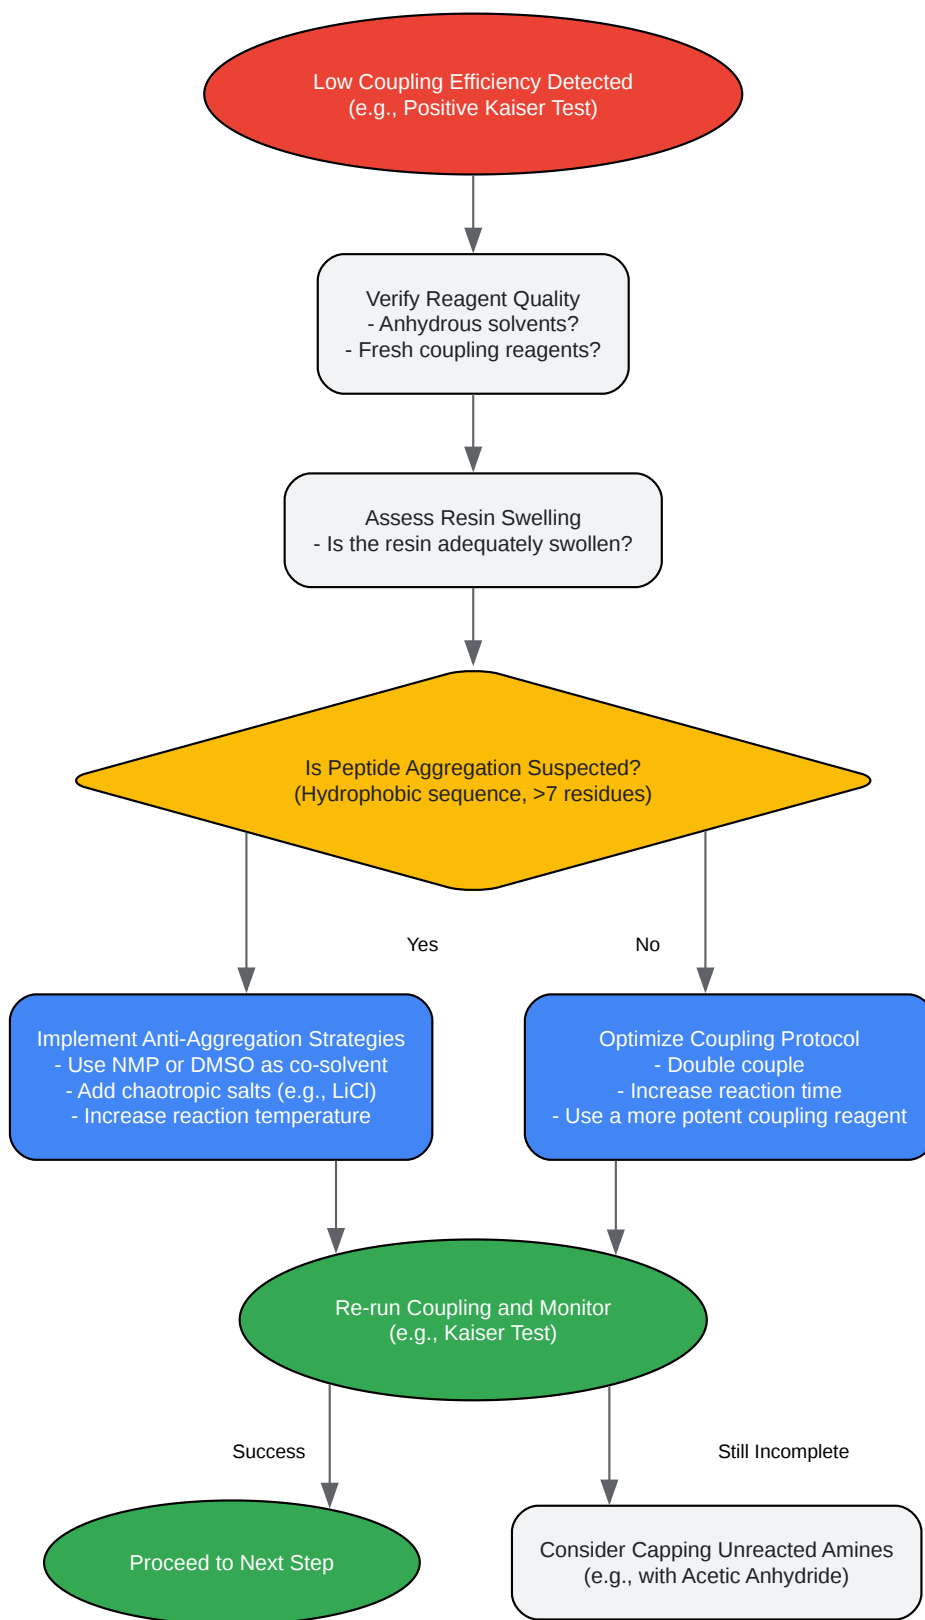 Low Coupling Efficiency Detected
(e.g., Positive Kaiser Test)
Verify Reagent Quality
- Anhydrous solvents?
- Fresh coupling reagents?
Assess Resin Swelling
- Is the resin adequately swollen?
Is Peptide Aggregation Suspected?
(Hydrophobic sequence, >7 residues)
Yes
No
Implement Anti-Aggregation Strategies
- Use NMP or DMSO as co-solvent
- Add chaotropic salts (e.g., LiCl)
- Increase reaction temperature
Optimize Coupling Protocol
- Double couple
- Increase reaction time
- Use a more potent coupling reagent
Re-run Coupling and Monitor
(e.g., Kaiser Test)
Success
Still Incomplete
Proceed to Next Step
Consider Capping Unreacted Amines
(e.g., with Acetic Anhydride)